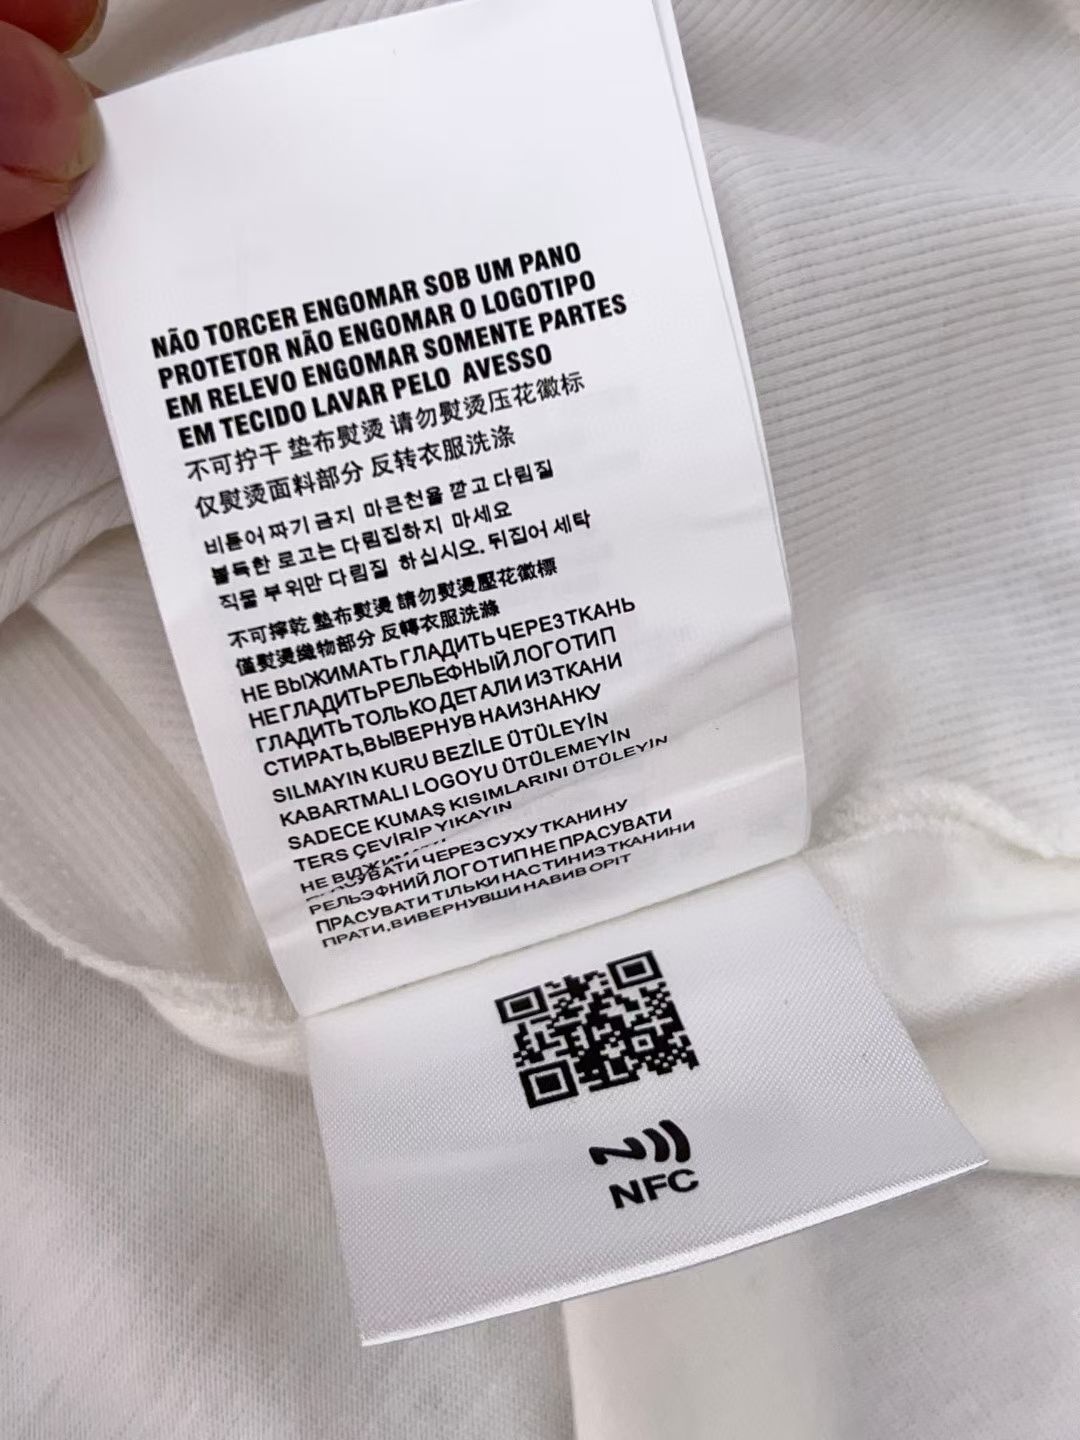 NÃO TORCER ENGOMAR SOB UM PANO
PROTETOR NÃO ENGOMAR O LOGOTIPO
EM RELEVO ENGOMAR SOMENTE PARTES
EM TECIDO LAVAR PELO AVESSO
不可拧干 垫布熨烫 请勿熨烫压花徽标
仅熨烫面料部分 反转衣服洗涤
비튼어 짜기 금지 마른천을 깔고 다림질
볼록한 로고는 다림집하지 마세요
직물 부위만 다림질 하십시오. 뒤집어 세탁
不可擰乾 墊布熨燙 請勿熨燙壓花徽標
僅熨燙織物部分 反轉衣服洗滌
НЕ ВЫЖИМАТЬ ГЛАДИТЬ ЧЕРЕЗ ТКАНЬ
НЕ ГЛАДИТЬ РЕЛЬЕФНЫЙ ЛОГОТИП
ГЛАДИТЬ ТОЛЬКО ДЕТАЛИ ИЗ ТКАНИ
СТИРАТЬ,ВЫВЕРНУВ НАИЗНАНКУ
SILMAYIN KURU BEZİLE ÜTÜLEYİN
KABARTMALI LOGOYU ÜTÜLEMEYİN
SADECE KUMAŞ KISIMLARINI ÜTÜLEYIN
TERS ÇEVİRİP YIKAYIN
НЕ
ПРАСУВАТИ ЧЕРЕЗ СУХУ ТКАНИНУ
РЕЛЬЭФНИЙ ЛОГОТИП НЕ ПРАСУВАТИ
ПРАСУВАТИ ТІЛЬКИ НАСТИНИ З ТКАНИНИ
ПРАТИ,ВИВЕРНУВШИ НАВИВОРІТ
NFC